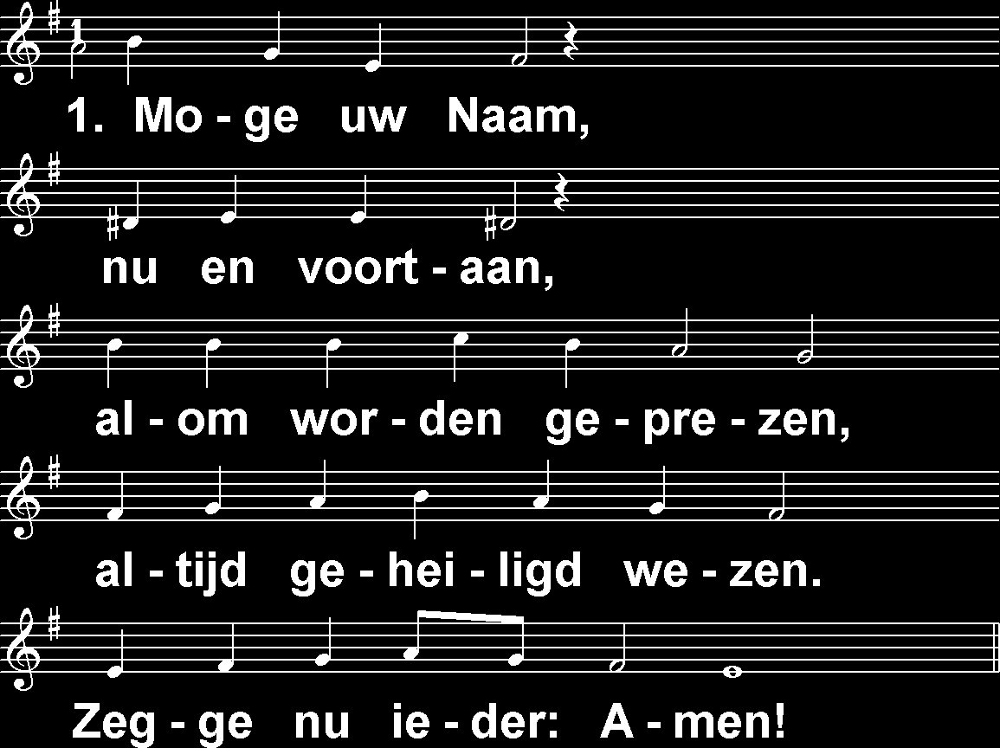 1
1. Mo - ge uw Naam,
nu en voort - aan,
al - om wor - den ge - pre - zen,
al - tijd ge - hei - ligd we - zen.
Zeg - ge nu ie - der: A - men!